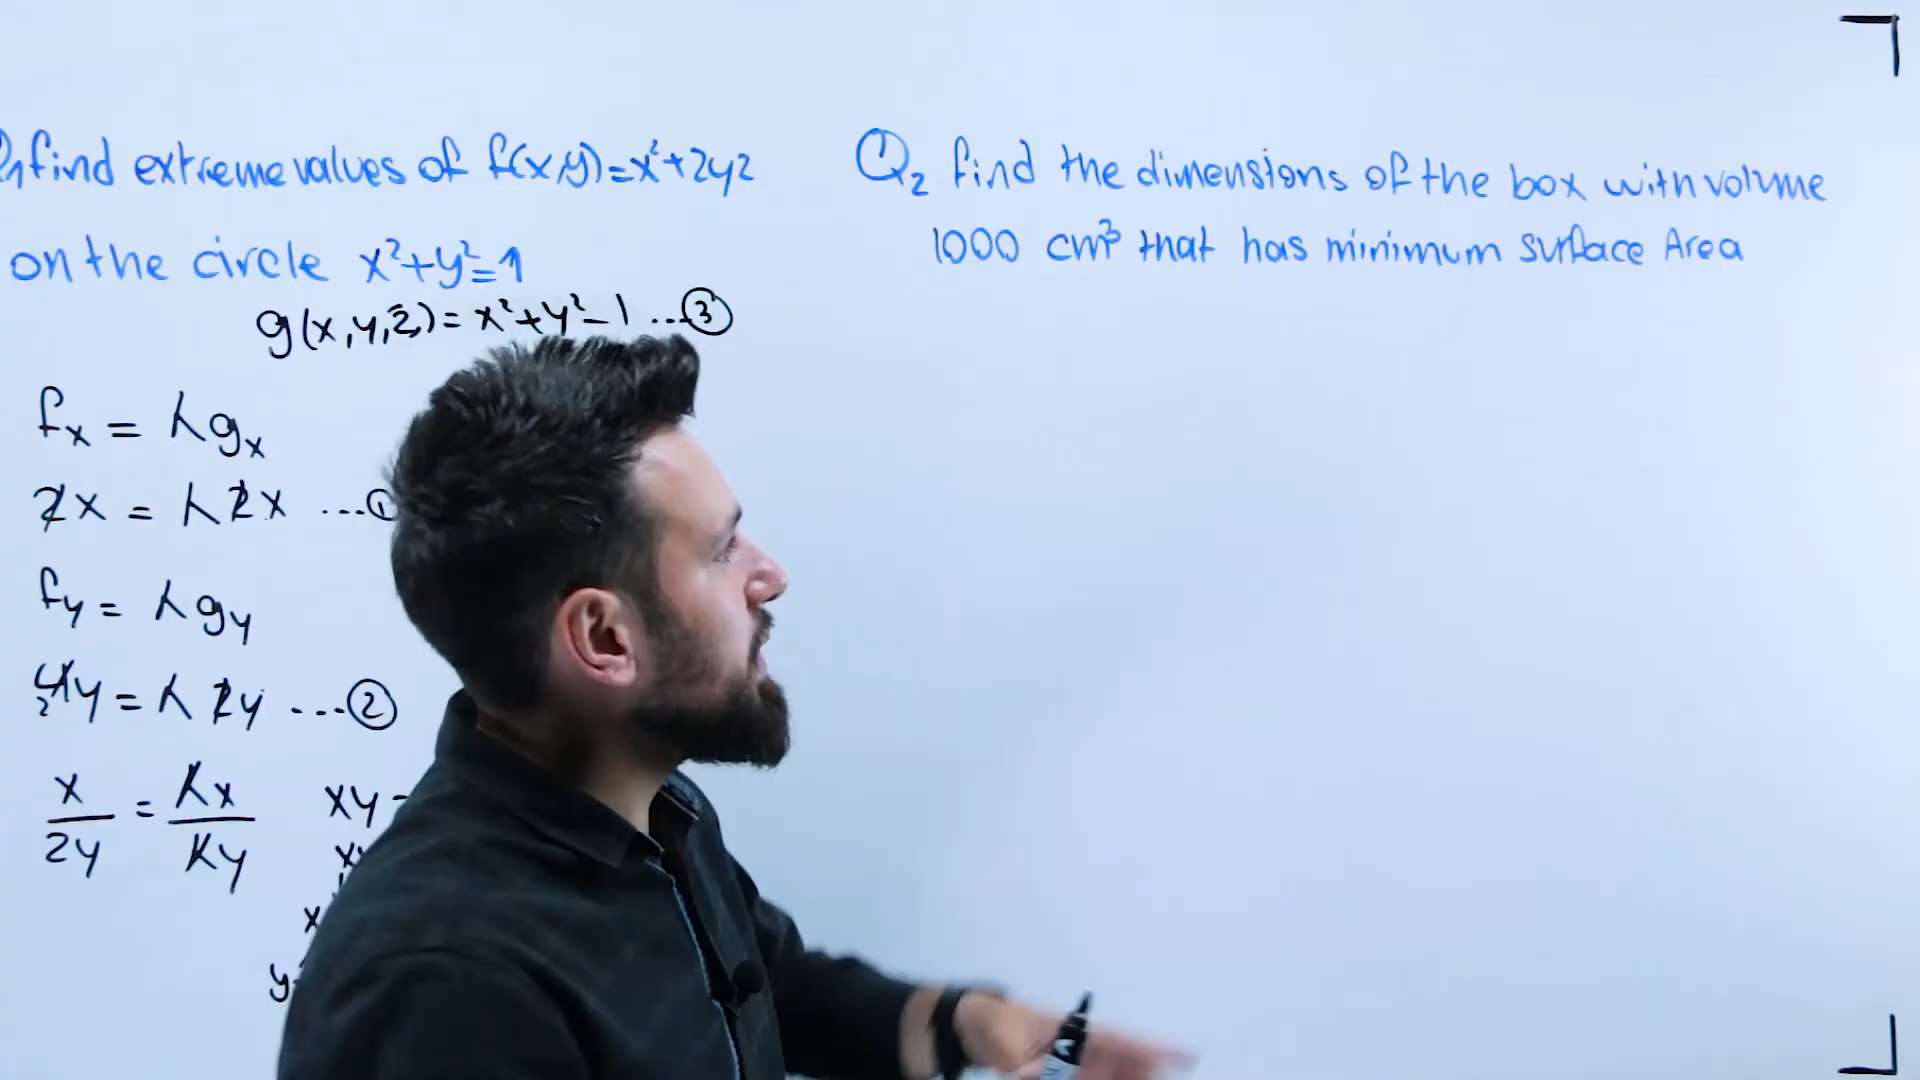 find extreme values of f(x,y)=x²+2y2
on the circle x²+y²=1
g(x,y,z)= x²+y²-1 ...③
fx = λgx
2x = λ2x ...①
fy = λgy
4y = λ2y ...②
2
x/2y = λx/λy
xy
Q2 find the dimensions of the box with volume
1000 cm³ that has minimum surface Area